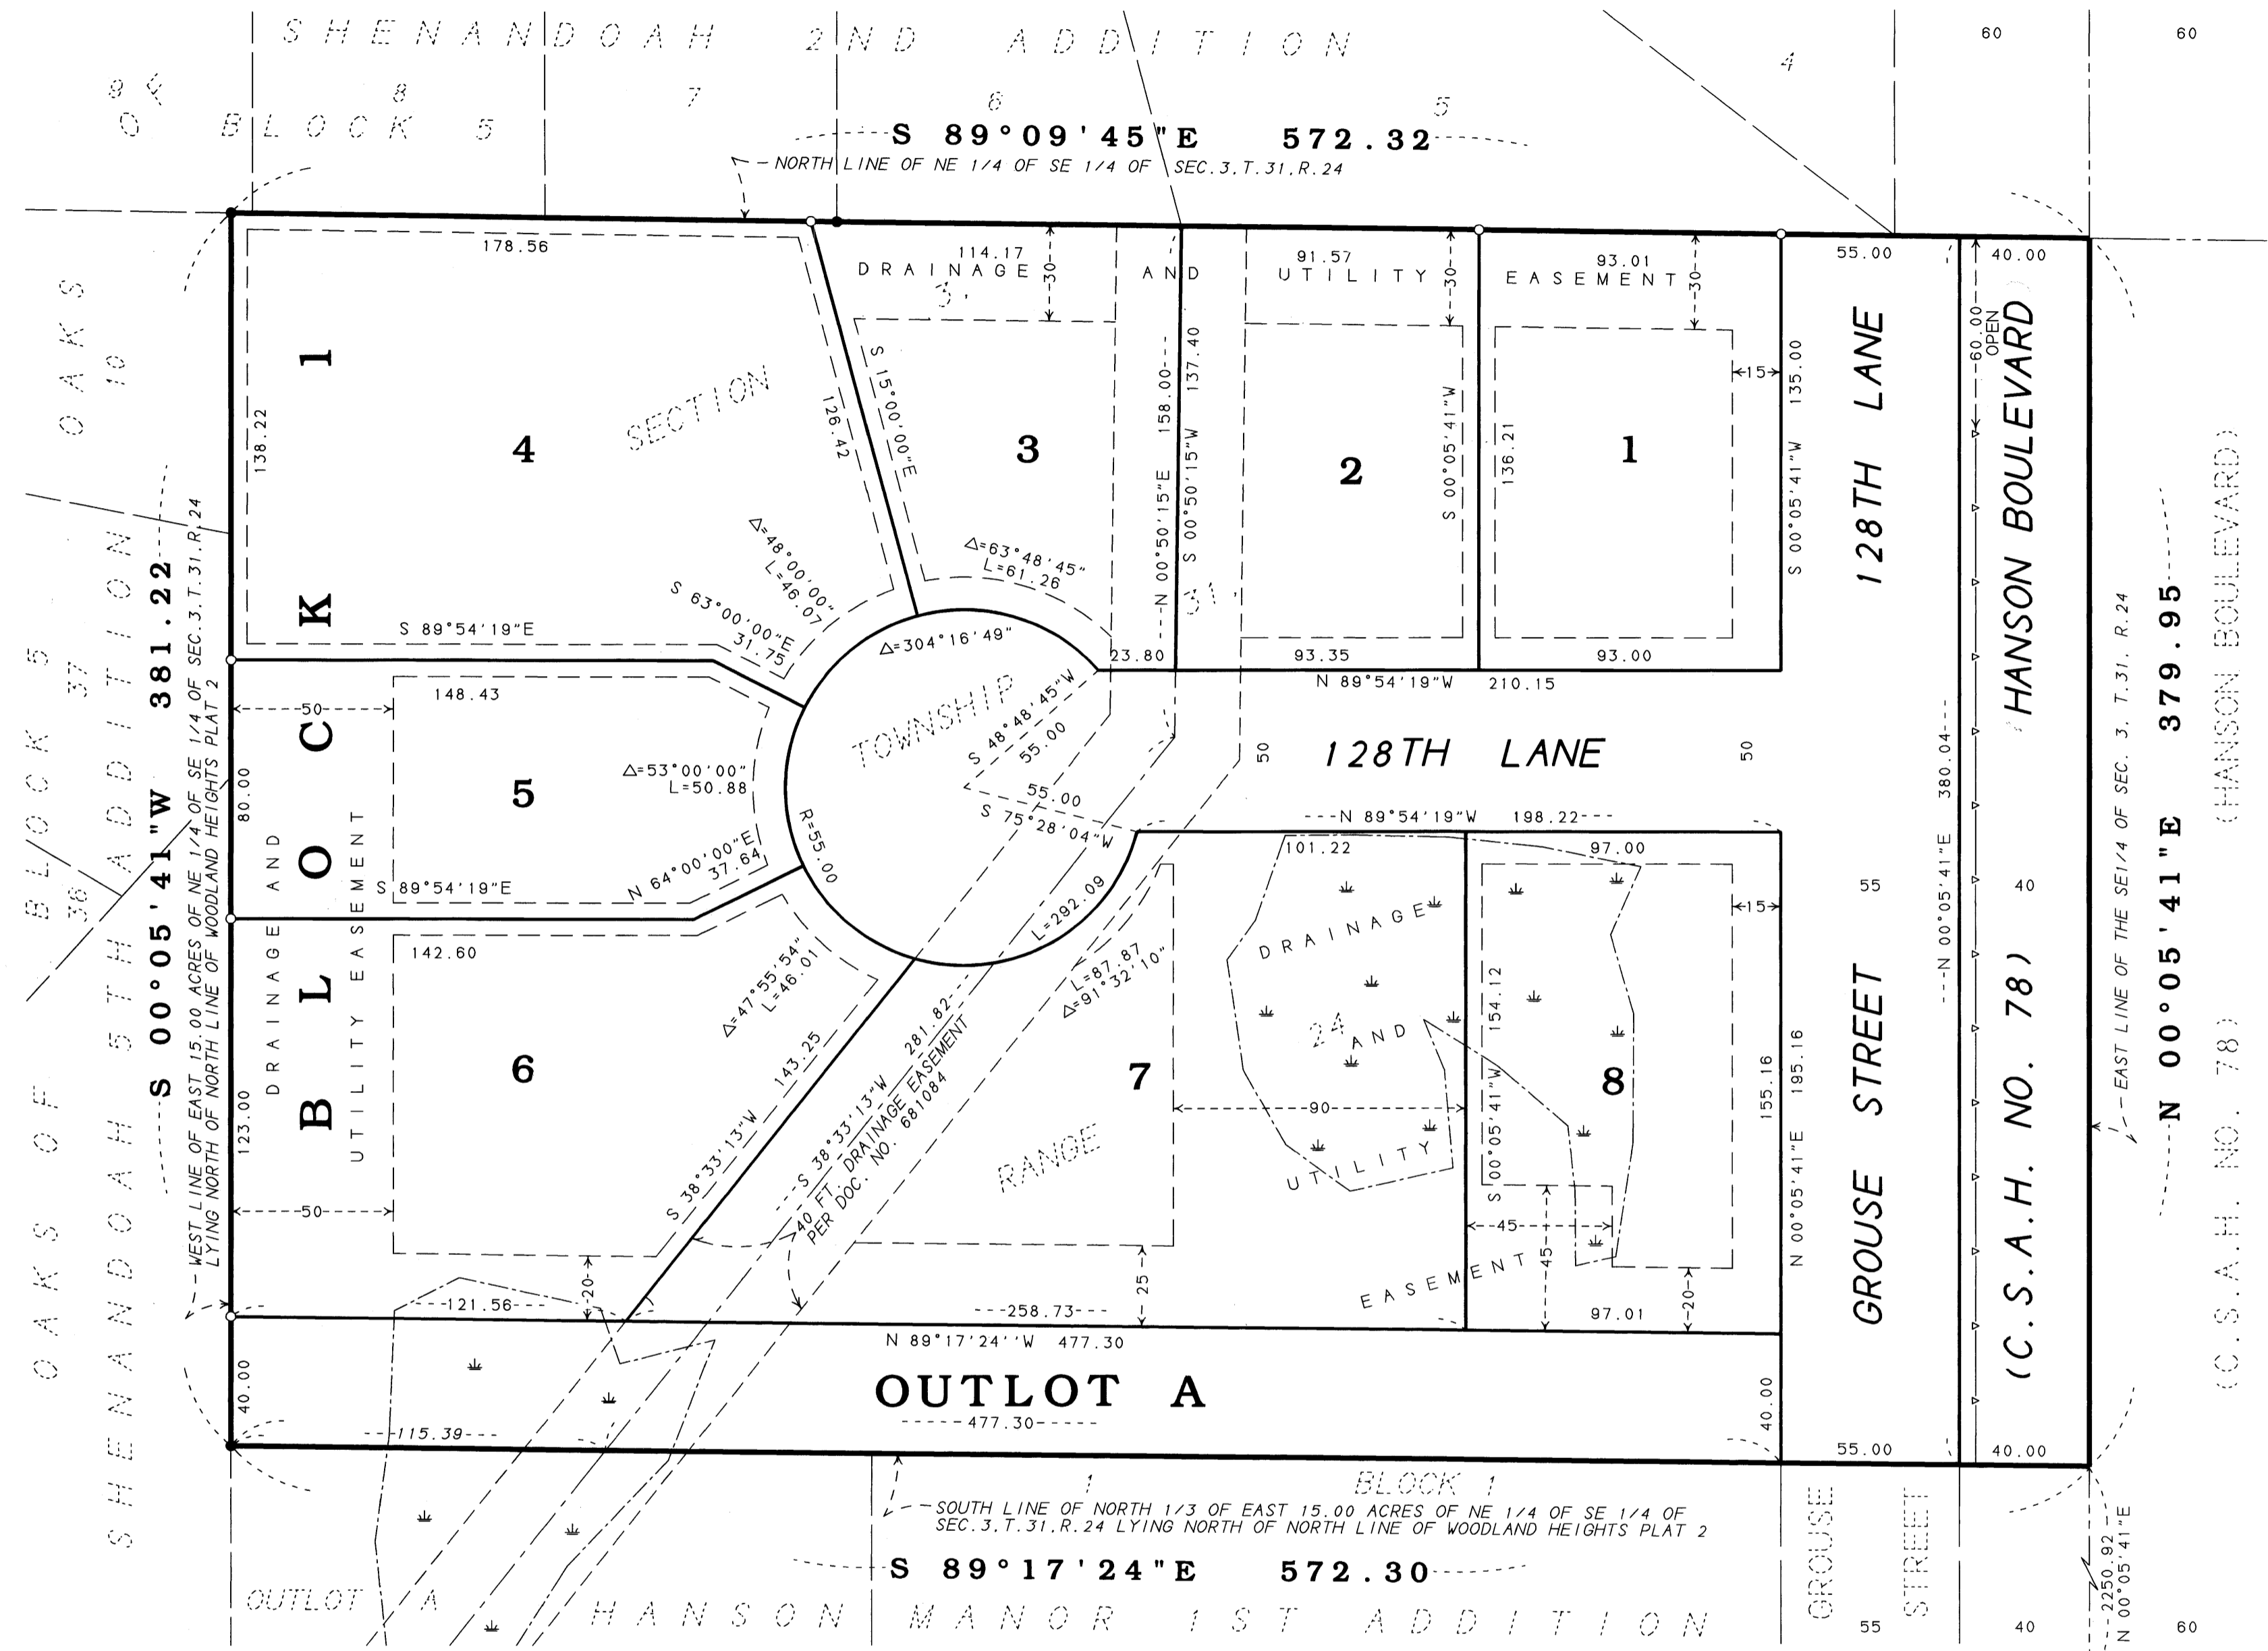 SHENANDOAH 2ND ADDITION
60
60
4
9
8
7
6
5
OF
BLOCK 5
S 89°09'45"E 572.32
NORTH LINE OF NE 1/4 OF SE 1/4 OF SEC.3,T.31,R.24
178.56
114.17
91.57
93.01
55.00
40.00
DRAINAGE AND UTILITY EASEMENT
30
30
30
3,
60.00
OPEN
138.22
4
SECTION
126.42
S 15°00'00"E
3
158.00
N 00°50'15"E
137.40
S 00°50'15"W
2
S 00°05'41"W
136.21
1
15
135.00
S 00°05'41"W
128TH LANE
HANSON BOULEVARD
(C.S.A.H. NO. 78)
HANSON BOULEVARD)
(C.S.A.H. NO. 78)
Δ=48°00'00"
L=46.07
S 63°00'00"E
31.75
Δ=63°48'45"
L=61.26
31,
S 89°54'19"E
Δ=304°16'49"
23.80
93.35
93.00
N 89°54'19"W 210.15
TOWNSHIP
S 48°48'45"W
55.00
148.43
50
80.00
5
Δ=53°00'00"
L=50.88
R=55.00
55.00
S 75°28'04"W
50
128TH LANE
50
N 89°54'19"W 198.22
101.22
97.00
N 64°00'00"E
37.64
S 89°54'19"E
BLOCK 1
DRAINAGE AND
UTILITY EASEMENT
142.60
6
Δ=47°55'54"
L=46.01
L=292.09
L=87.87
Δ=91°32'10"
143.25
S 38°33'13"W
S 38°33'13"W 281.82
40 FT. DRAINAGE EASEMENT
PER DOC. NO. 681084
7
RANGE
DRAINAGE
24
AND
UTILITY
EASEMENT
90
154.12
S 00°05'41"W
8
15
45
45
155.16
N 00°05'41"E 195.16
55
40
GROUSE STREET
N 00°05'41"E 380.04
EAST LINE OF THE SE1/4 OF SEC. 3, T.31, R.24
N 00°05'41"E 379.95
123.00
50
20
25
20
121.56
258.73
97.01
N 89°17'24''W 477.30
OUTLOT A
477.30
40.00
115.39
40.00
55.00
40.00
OAKS
10
OAKS OF
SHENANDOAH 5TH ADDITION
BLOCK 5
37
36
S 00°05'41"W 381.22
WEST LINE OF EAST 15.00 ACRES OF NE 1/4 OF SE 1/4 OF SEC.3,T.31,R.24
LYING NORTH OF NORTH LINE OF WOODLAND HEIGHTS PLAT 2
1
BLOCK 1
SOUTH LINE OF NORTH 1/3 OF EAST 15.00 ACRES OF NE 1/4 OF SE 1/4 OF
SEC.3,T.31,R.24 LYING NORTH OF NORTH LINE OF WOODLAND HEIGHTS PLAT 2
S 89°17'24"E 572.30
OUTLOT A
HANSON MANOR 1ST ADDITION
GROUSE
STREET
55
40
60
2250.92
N 00°05'41"E